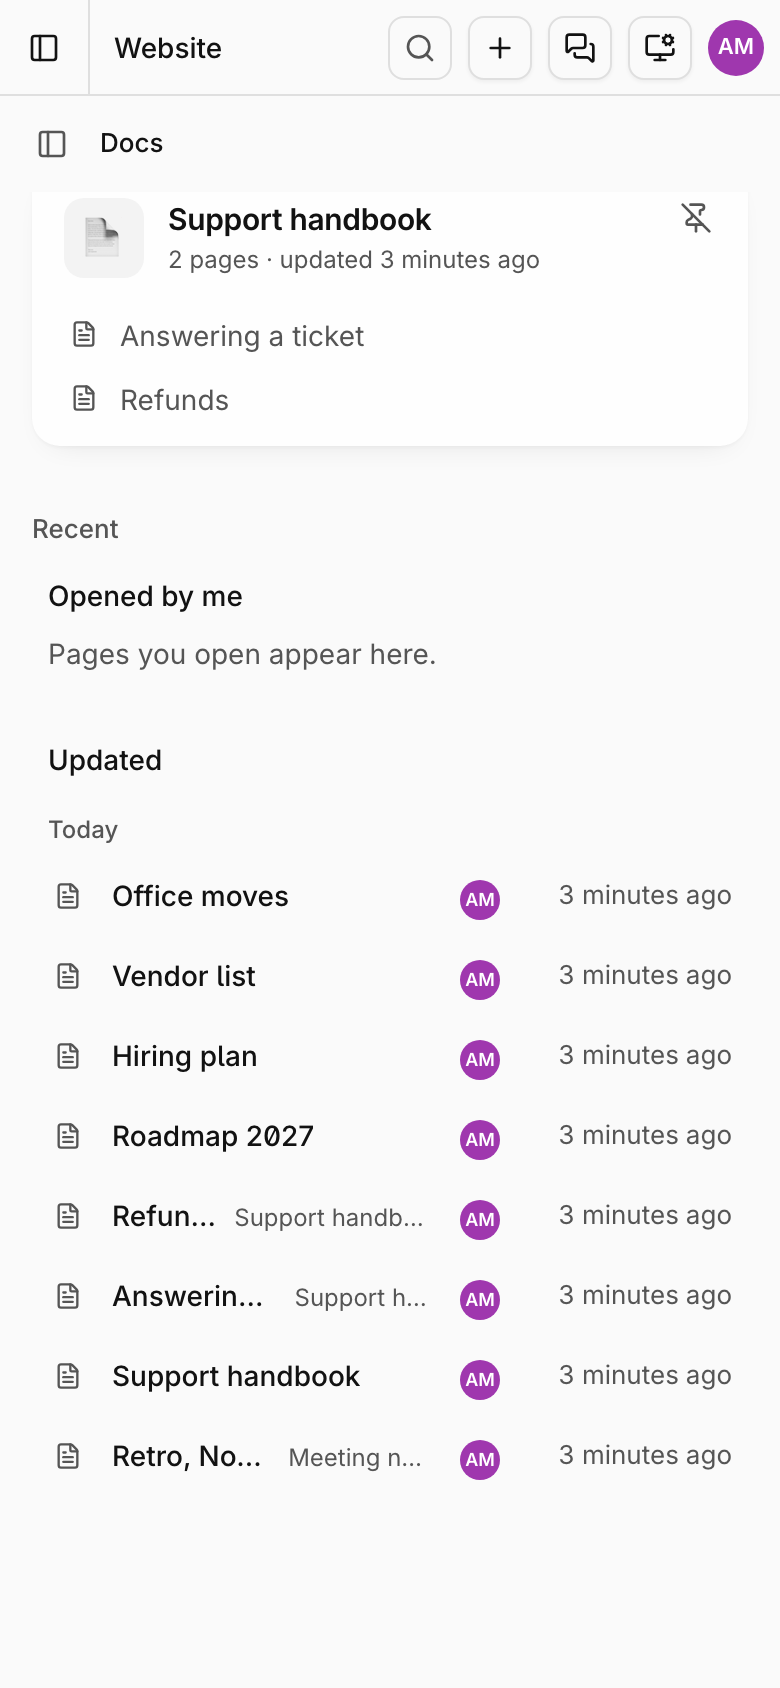 Website
AM
Docs
Support handbook
2 pages · updated 3 minutes ago
Answering a ticket
Refunds
Recent
Opened by me
Pages you open appear here.
Updated
Today
Office moves AM 3 minutes ago
Vendor list AM 3 minutes ago
Hiring plan AM 3 minutes ago
Roadmap 2027 AM 3 minutes ago
Refun... Support handb... AM 3 minutes ago
Answerin... Support h... AM 3 minutes ago
Support handbook AM 3 minutes ago
Retro, No... Meeting n... AM 3 minutes ago